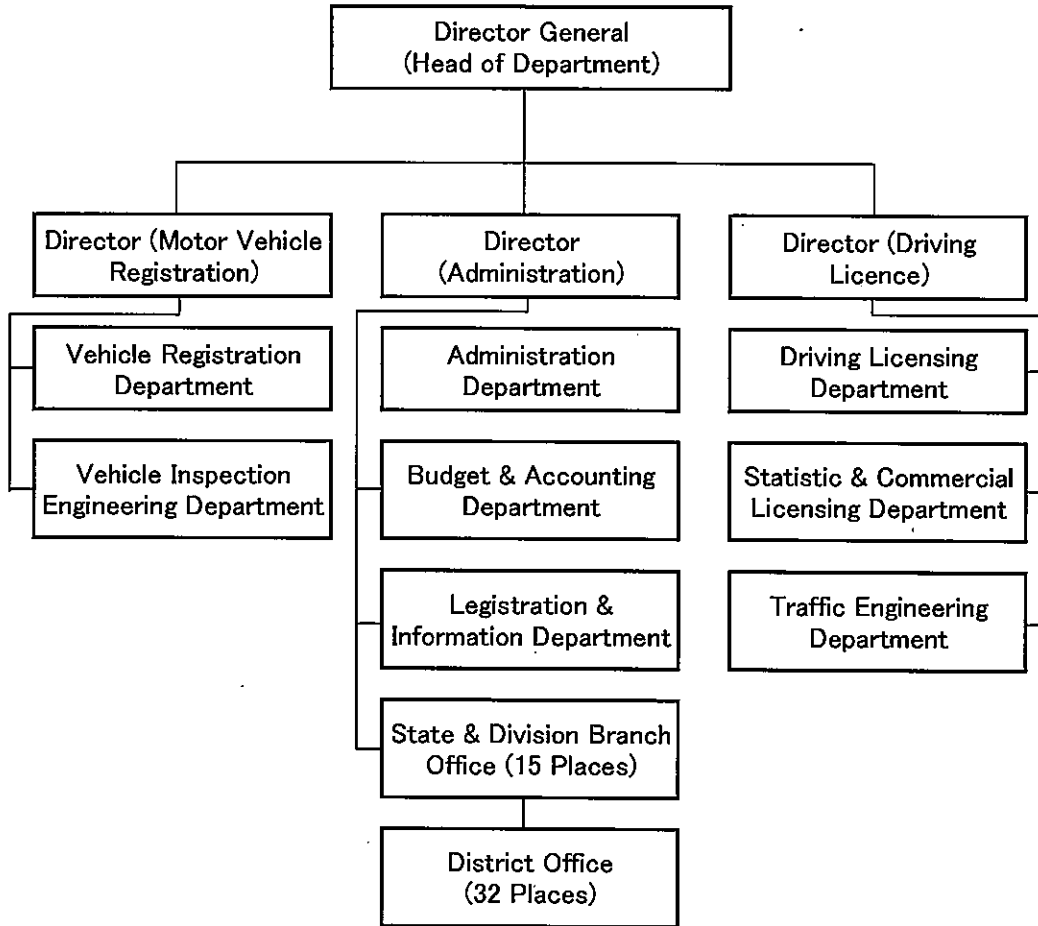 Director General
(Head of Department)
Director (Motor Vehicle
Registration)
Director
(Administration)
Director (Driving
Licence)
Vehicle Registration
Department
Administration
Department
Driving Licensing
Department
Vehicle Inspection
Engineering Department
Budget & Accounting
Department
Statistic & Commercial
Licensing Department
Legistration &
Information Department
Traffic Engineering
Department
State & Division Branch
Office (15 Places)
District Office
(32 Places)